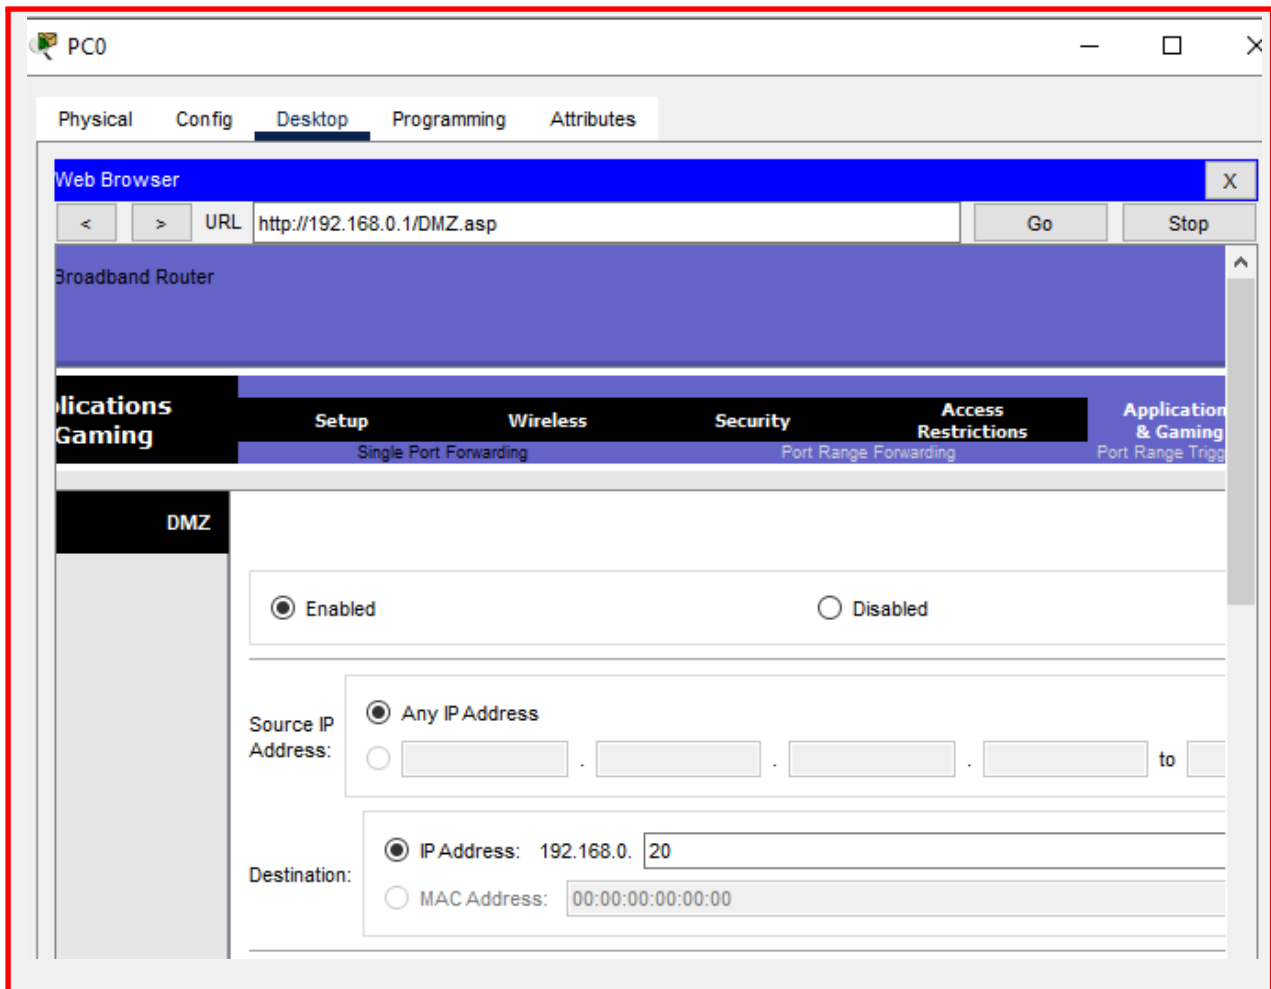 PC0
Physical Config Desktop Programming Attributes
Web Browser X
< > URL http://192.168.0.1/DMZ.asp Go Stop
Broadband Router
lications
Gaming
Setup Wireless Security Access
Restrictions
Application
& Gaming
Single Port Forwarding Port Range Forwarding Port Range Trigg
DMZ
Enabled Disabled
Source IP
Address:
Any IP Address
. . . to
Destination:
IP Address: 192.168.0. 20
MAC Address: 00:00:00:00:00:00